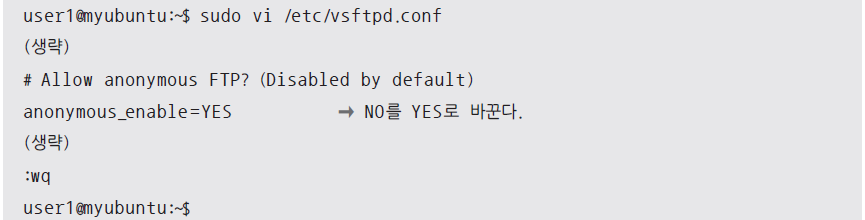 user1@myubuntu:~$ sudo vi /etc/vsftpd.conf
(생략)
# Allow anonymous FTP? (Disabled by default)
anonymous_enable=YES → NO를 YES로 바꾼다.
(생략)
:wq
user1@myubuntu:~$